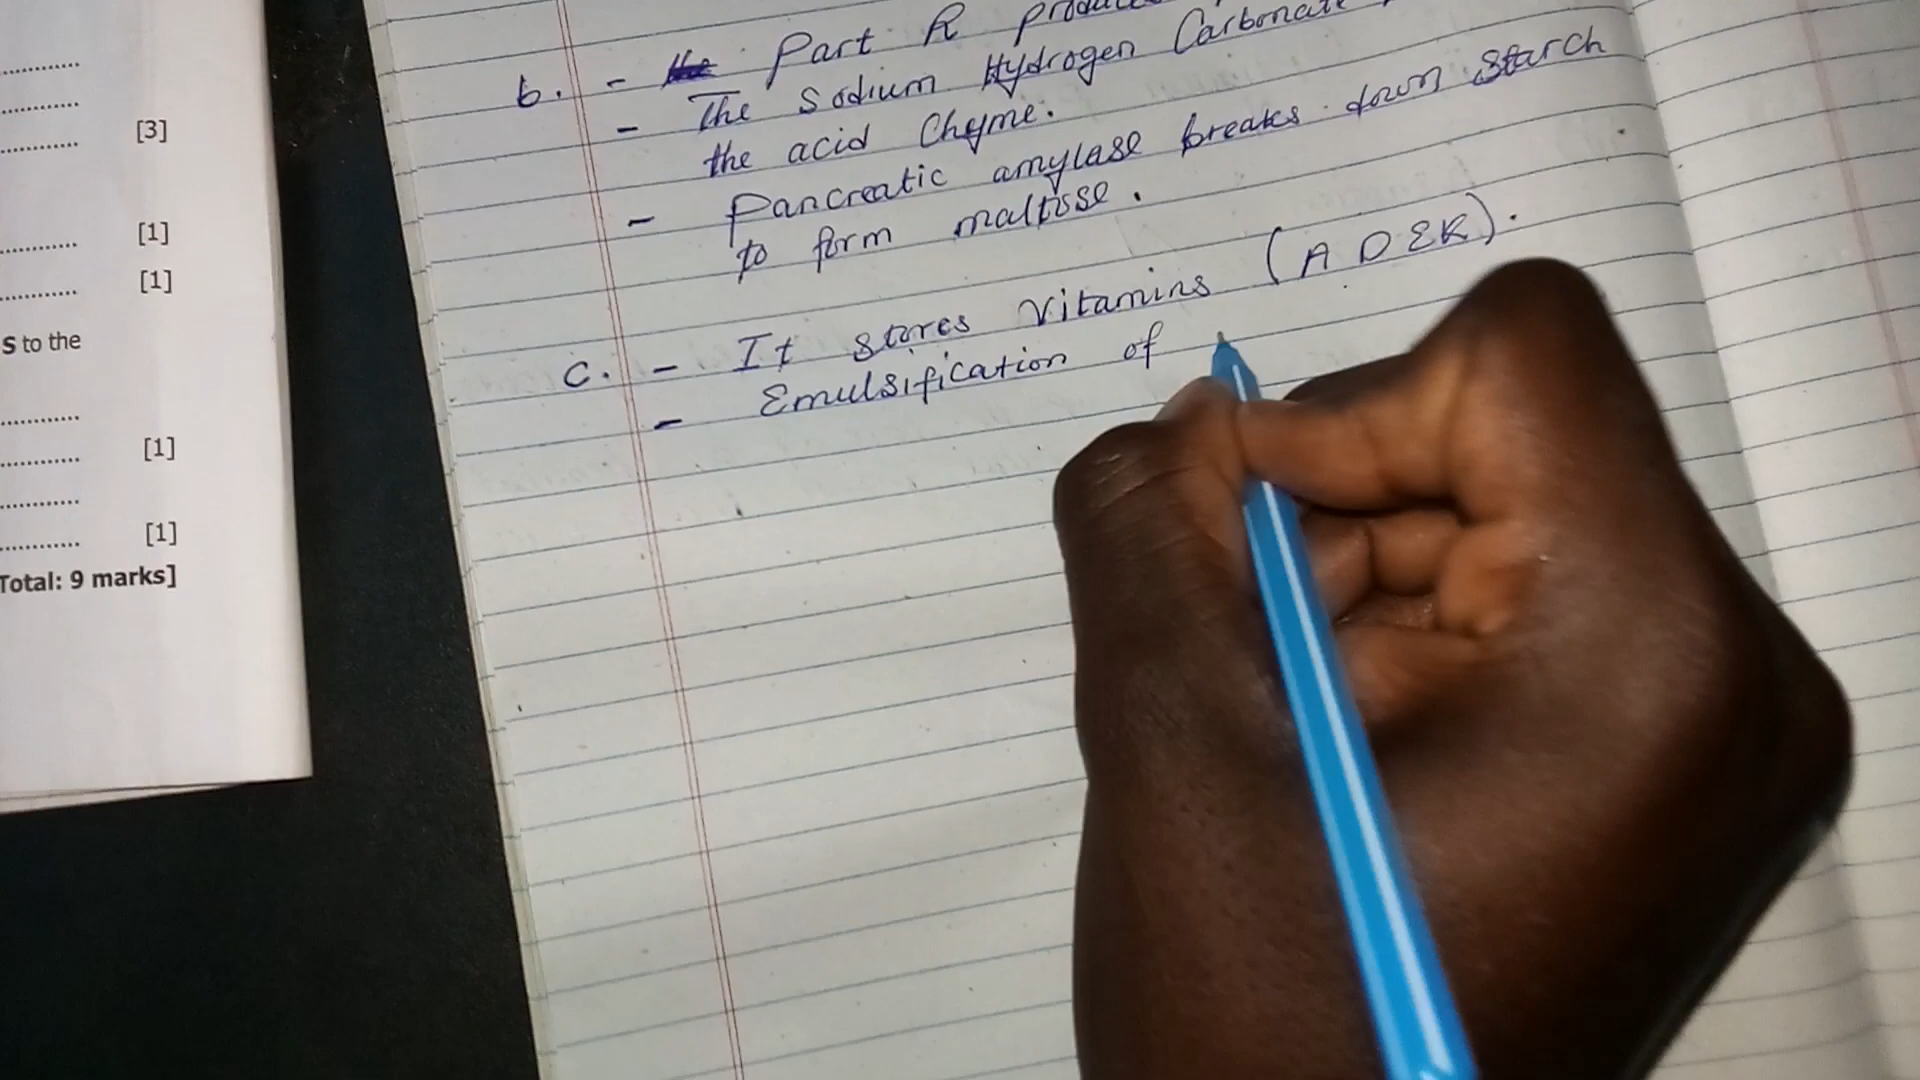 [3]
[1]
[1]
S to the
[1]
[1]
Total: 9 marks]
b. - Part R
- The Sodium Hydrogen Carbonate
the acid Chyme.
- Pancreatic amylase breaks down starch
to form maltose.
c. - It stores Vitamins (A D E K).
- Emulsification of